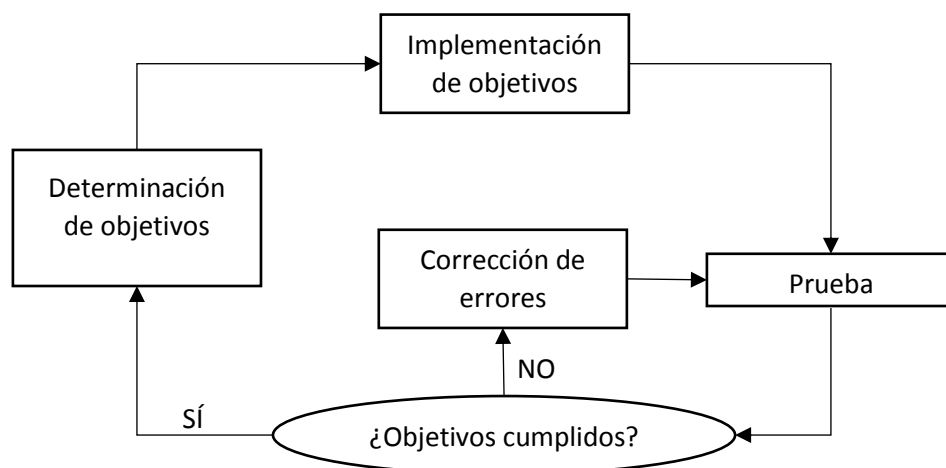 Implementación
de objetivos
Determinación
de objetivos
Corrección de
errores
Prueba
NO
SÍ
¿Objetivos cumplidos?